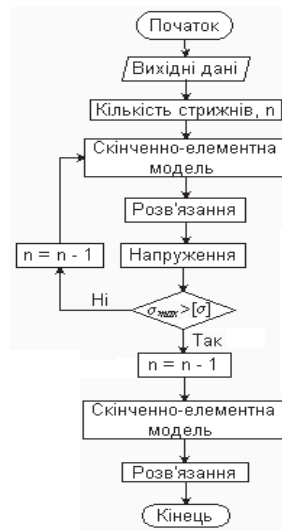 Початок
Вихідні дані
Кількість стрижнів, n
Скінченно-елементна
модель
Розв'язання
n = n - 1
Напруження
Ні
σmax>[σ]
Так
n = n - 1
Скінченно-елементна
модель
Розв'язання
Кінець